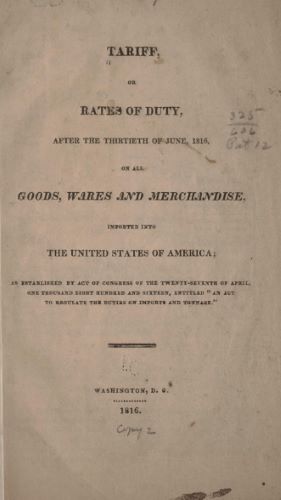 TARIFF,
OR
RATES OF DUTY,
AFTER THE THIRTIETH OF JUNE, 1816,
ON ALL
GOODS, WARES AND MERCHANDISE,
IMPORTED INTO
THE UNITED STATES OF AMERICA;
AS ESTABLISHED BY ACT OF CONGRESS OF THE TWENTY-SEVENTH OF APRIL,
ONE THOUSAND EIGHT HUNDRED AND SIXTEEN, ENTITLED "AN ACT
TO REGULATE THE DUTIES ON IMPORTS AND TONNAGE."
WASHINGTON, D. C.
1816.
Copy 2